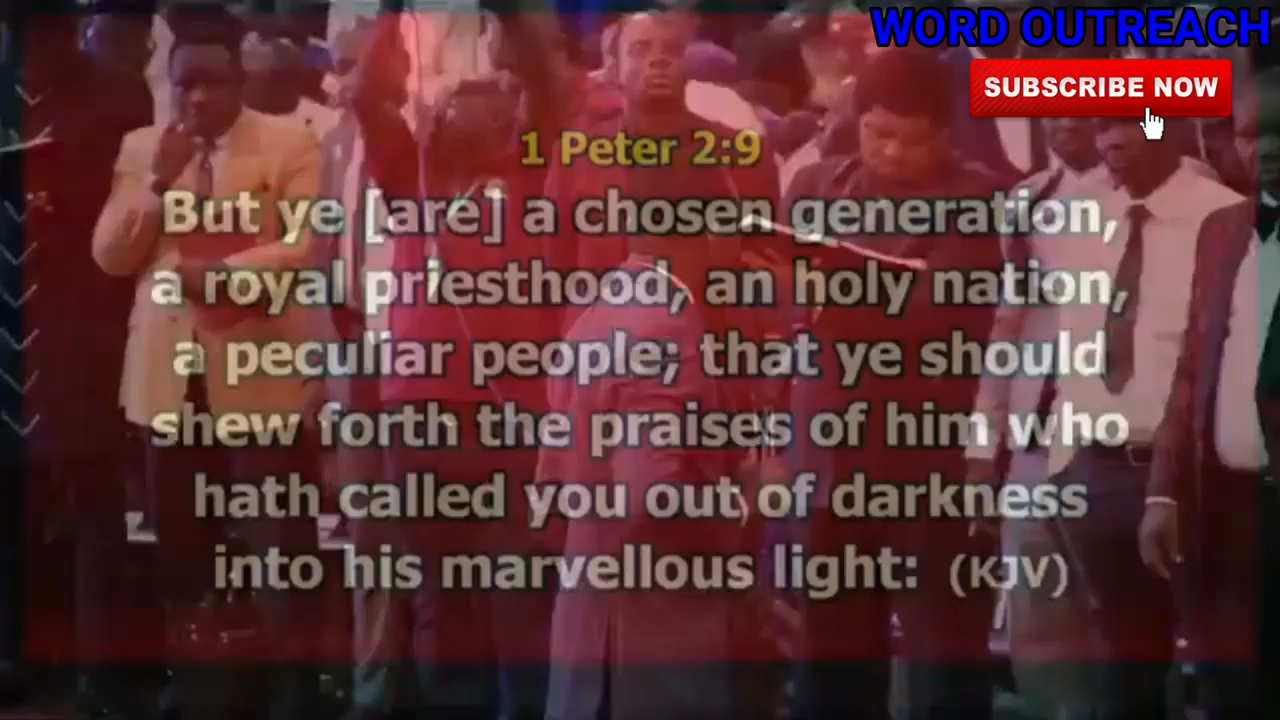 WORD OUTREACH
SUBSCRIBE NOW
1 Peter 2:9
But ye [are] a chosen generation,
a royal priesthood, an holy nation,
a peculiar people; that ye should
shew forth the praises of him who
hath called you out of darkness
into his marvellous light: (KJV)